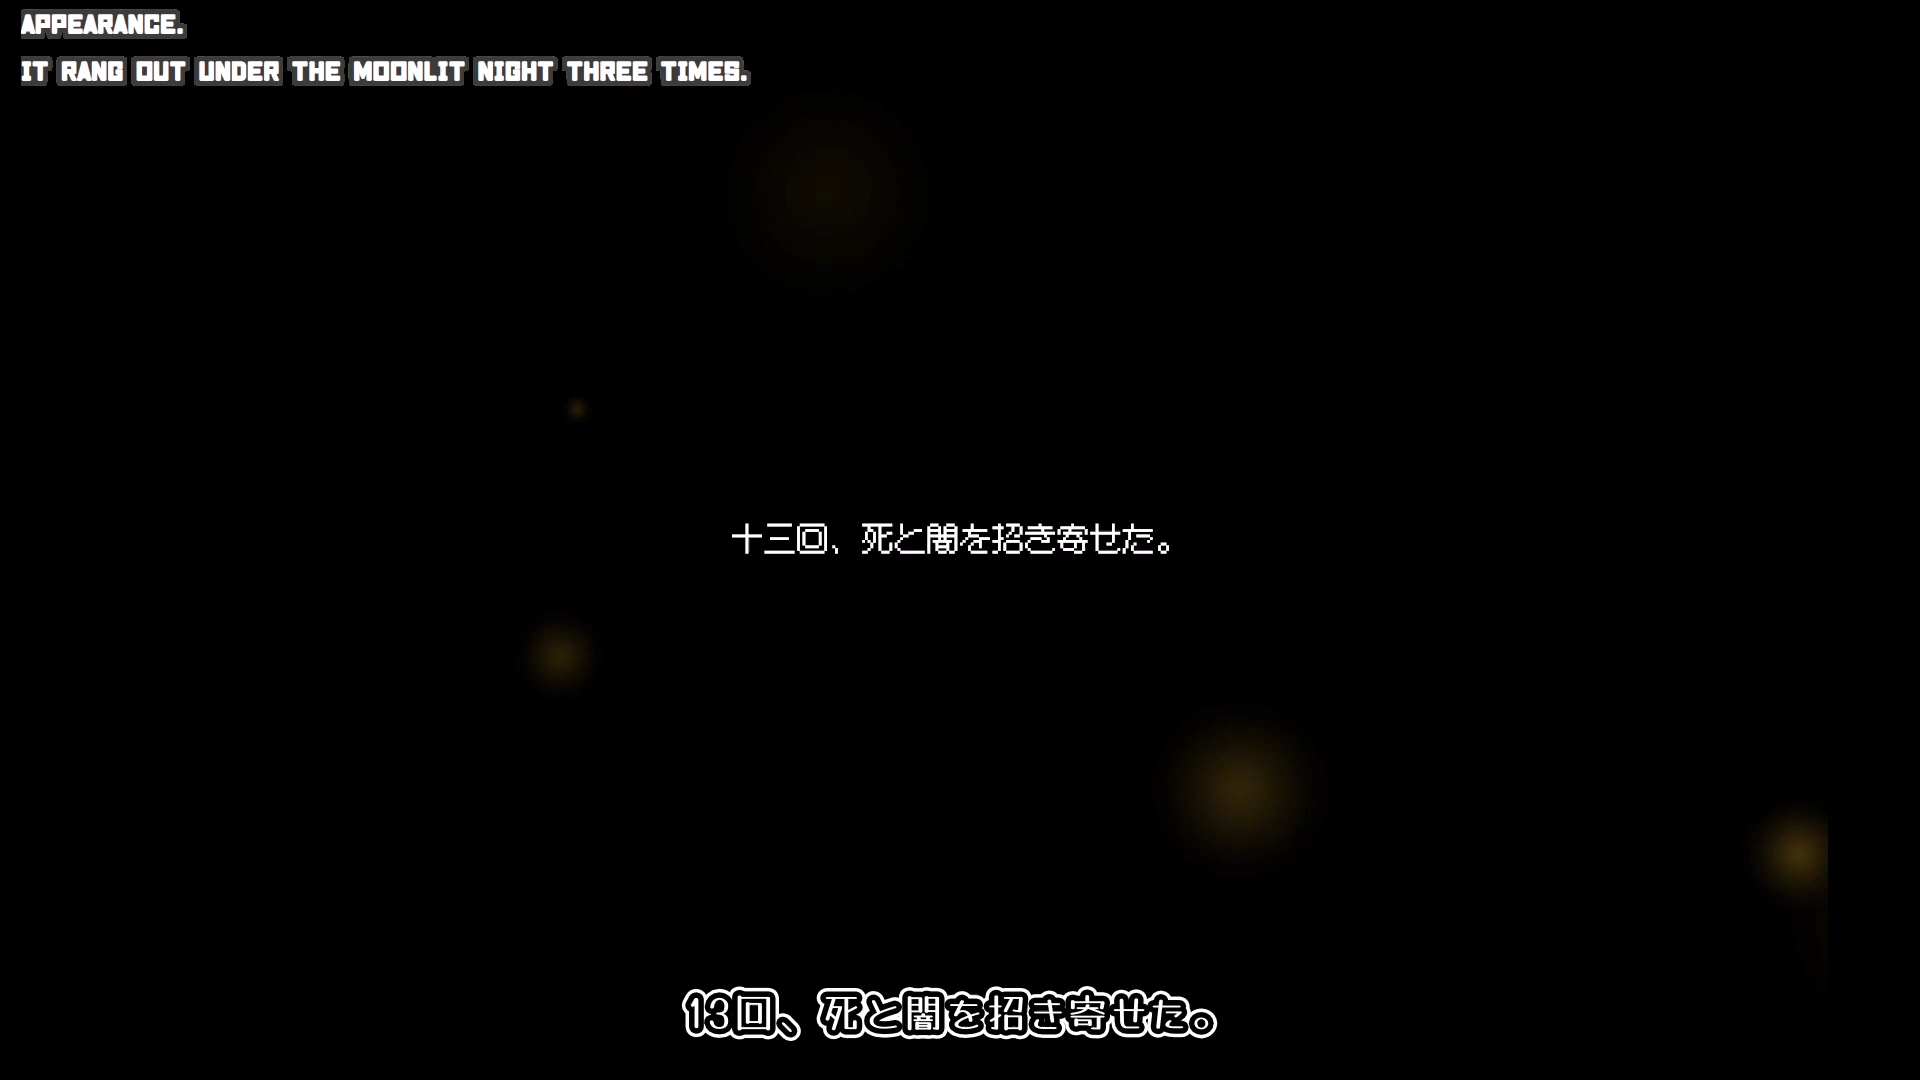 APPEARANCE.
IT RANG OUT UNDER THE MOONLIT NIGHT THREE TIMES.
十三回、死と闇を招き寄せた。
13回、死と闇を招き寄せた。